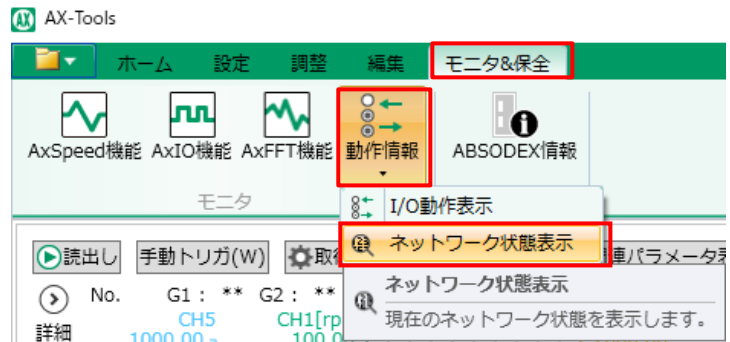 AX-Tools
ホーム 設定 調整 編集 モニタ&保全
AxSpeed機能 AxIO機能 AxFFT機能 動作情報 ABSODEX情報
モニタ
I/O動作表示
ネットワーク状態表示
読出し 手動トリガ(W)
ネットワーク状態表示
現在のネットワーク状態を表示します。
No. G1: ** G2: **
CH5 CH1[rp
詳細 1000.00